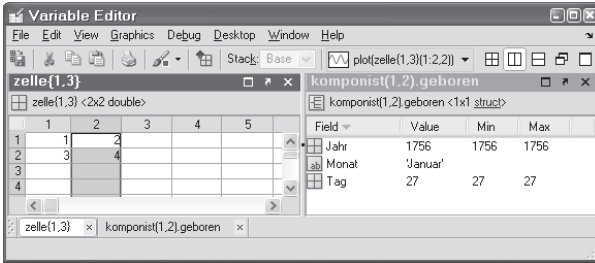 Variable Editor
File Edit View Graphics Debug Desktop Window Help
Stack: Base plot(zelle{1,3}(1:2,2))
zelle{1,3} komponist(1,2).geboren
zelle{1,3} <2x2 double> komponist(1,2).geboren <1x1 struct>
1 2 3 4 5 Field Value Min Max
1 1 2 Jahr 1756 1756 1756
2 3 4 ab Monat 'Januar'
3 Tag 27 27 27
4
zelle{1,3} × komponist(1,2).geboren ×